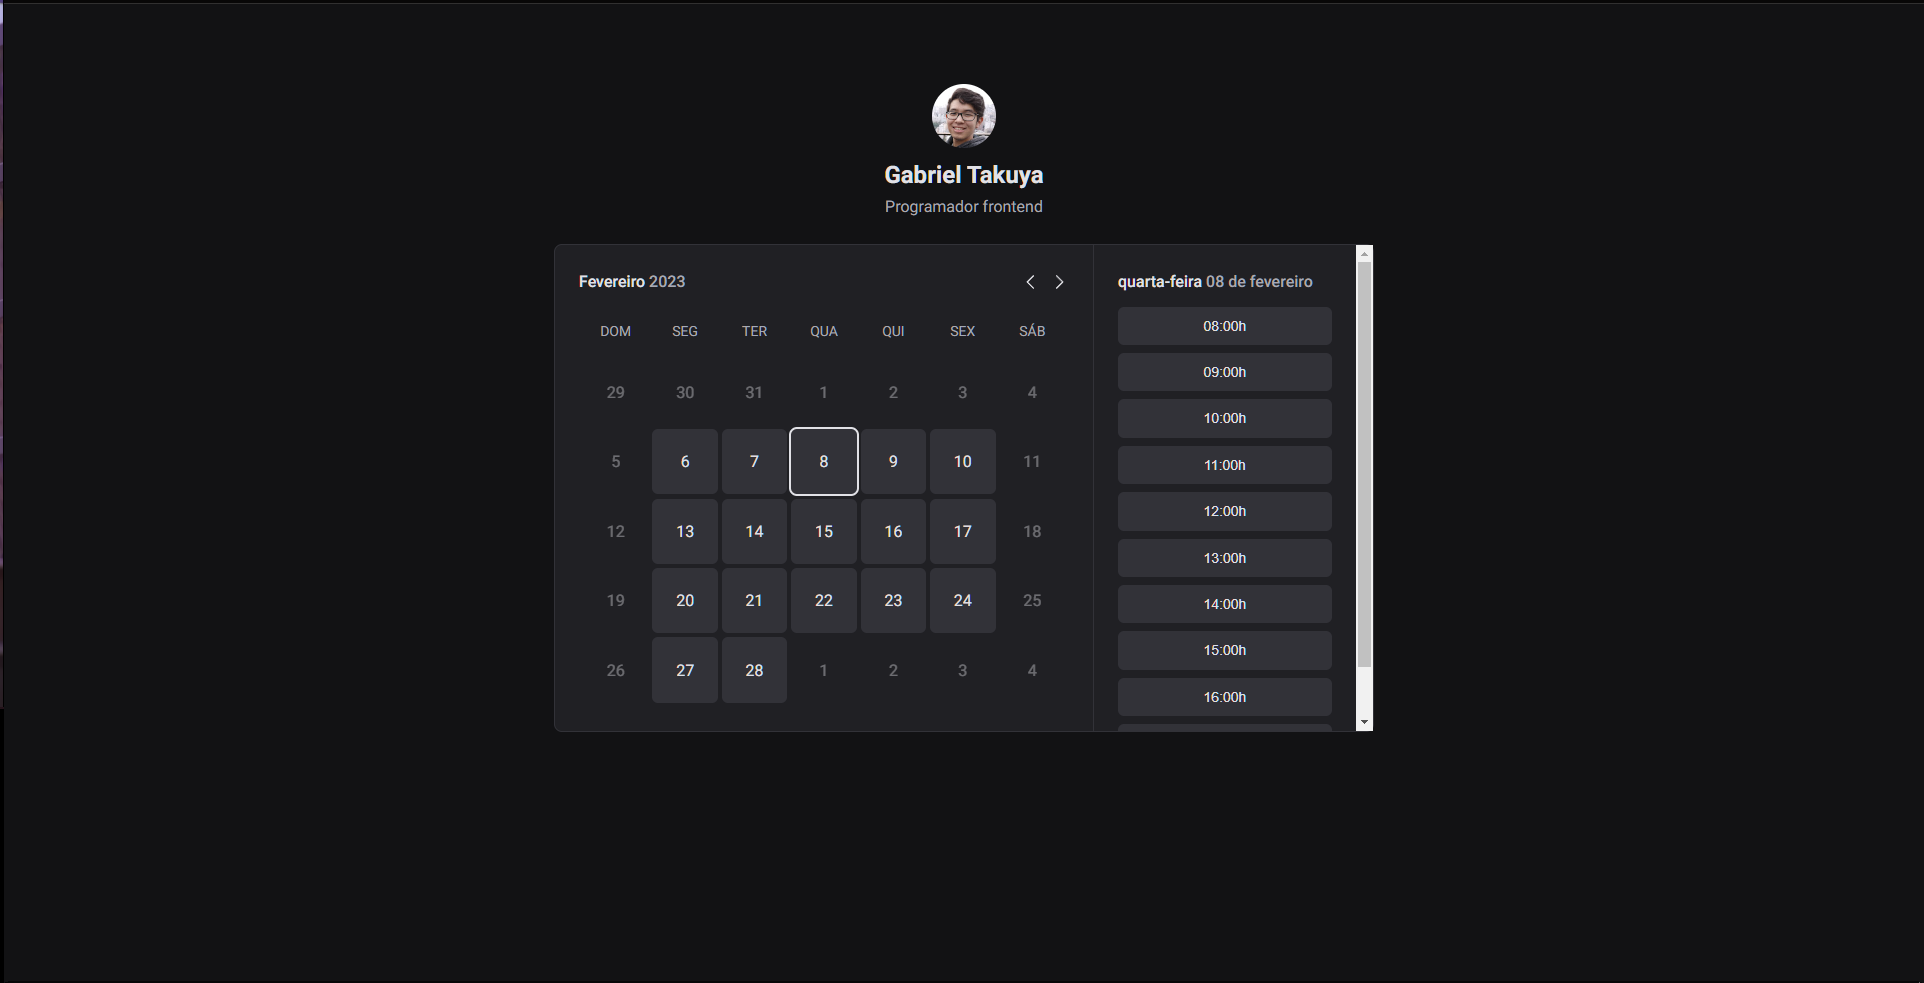 Gabriel Takuya
Programador frontend
Fevereiro 2023
DOM SEG TER QUA QUI SEX SÁB
29 30 31 1 2 3 4
5 6 7 8 9 10 11
12 13 14 15 16 17 18
19 20 21 22 23 24 25
26 27 28 1 2 3 4
quarta-feira 08 de fevereiro
08:00h
09:00h
10:00h
11:00h
12:00h
13:00h
14:00h
15:00h
16:00h